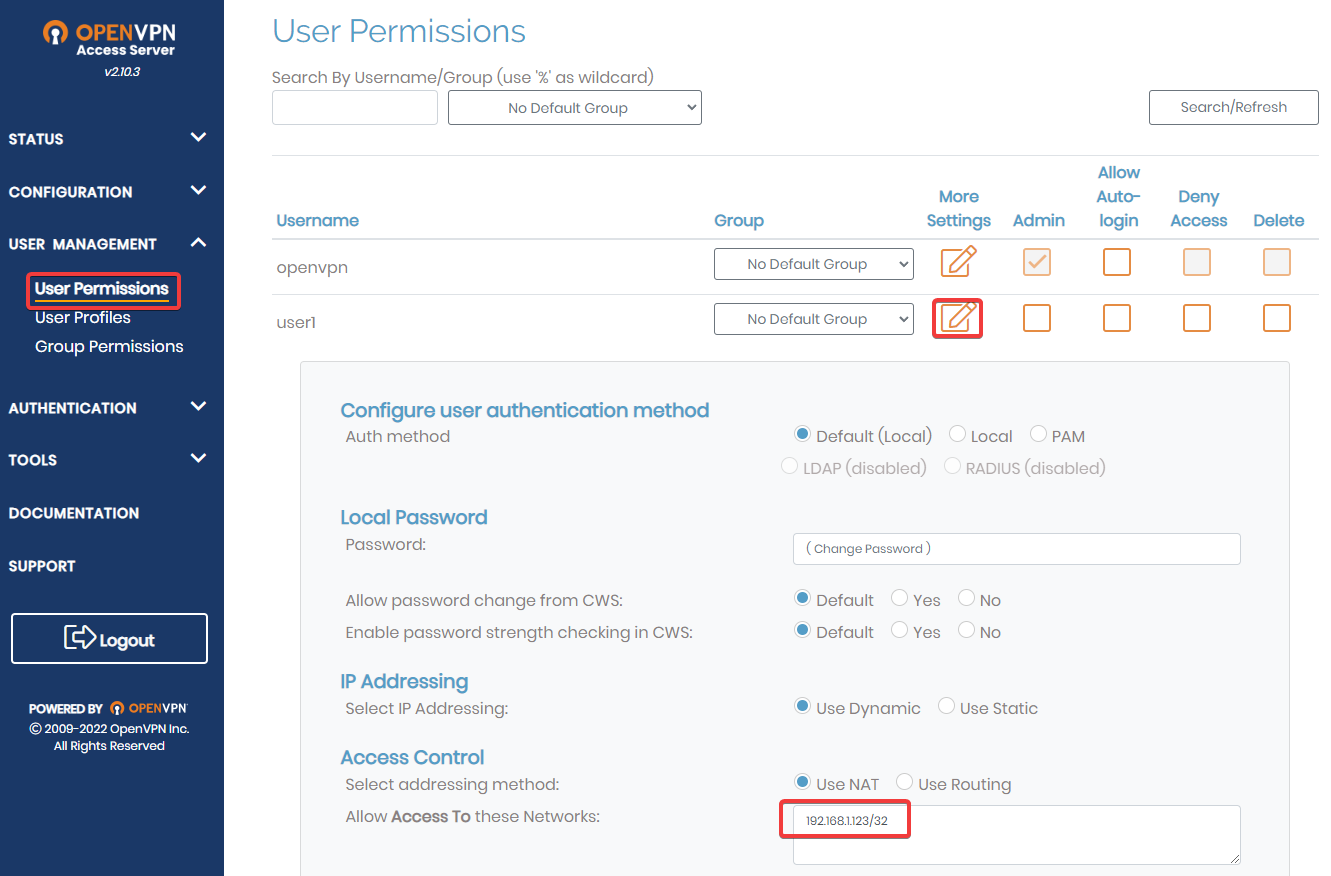 OPENVPN
Access Server
v2.10.3
STATUS
CONFIGURATION
USER MANAGEMENT
User Permissions
User Profiles
Group Permissions
AUTHENTICATION
TOOLS
DOCUMENTATION
SUPPORT
Logout
POWERED BY OPENVPN
© 2009-2022 OpenVPN Inc.
All Rights Reserved
User Permissions
Search By Username/Group (use '%' as wildcard)
No Default Group
Search/Refresh
Username Group More Settings Admin Allow Auto-login Deny Access Delete
openvpn No Default Group
user1 No Default Group
Configure user authentication method
Auth method Default (Local) Local PAM
LDAP (disabled) RADIUS (disabled)
Local Password
Password: ( Change Password )
Allow password change from CWS: Default Yes No
Enable password strength checking in CWS: Default Yes No
IP Addressing
Select IP Addressing: Use Dynamic Use Static
Access Control
Select addressing method: Use NAT Use Routing
Allow Access To these Networks: 192.168.1.123/32